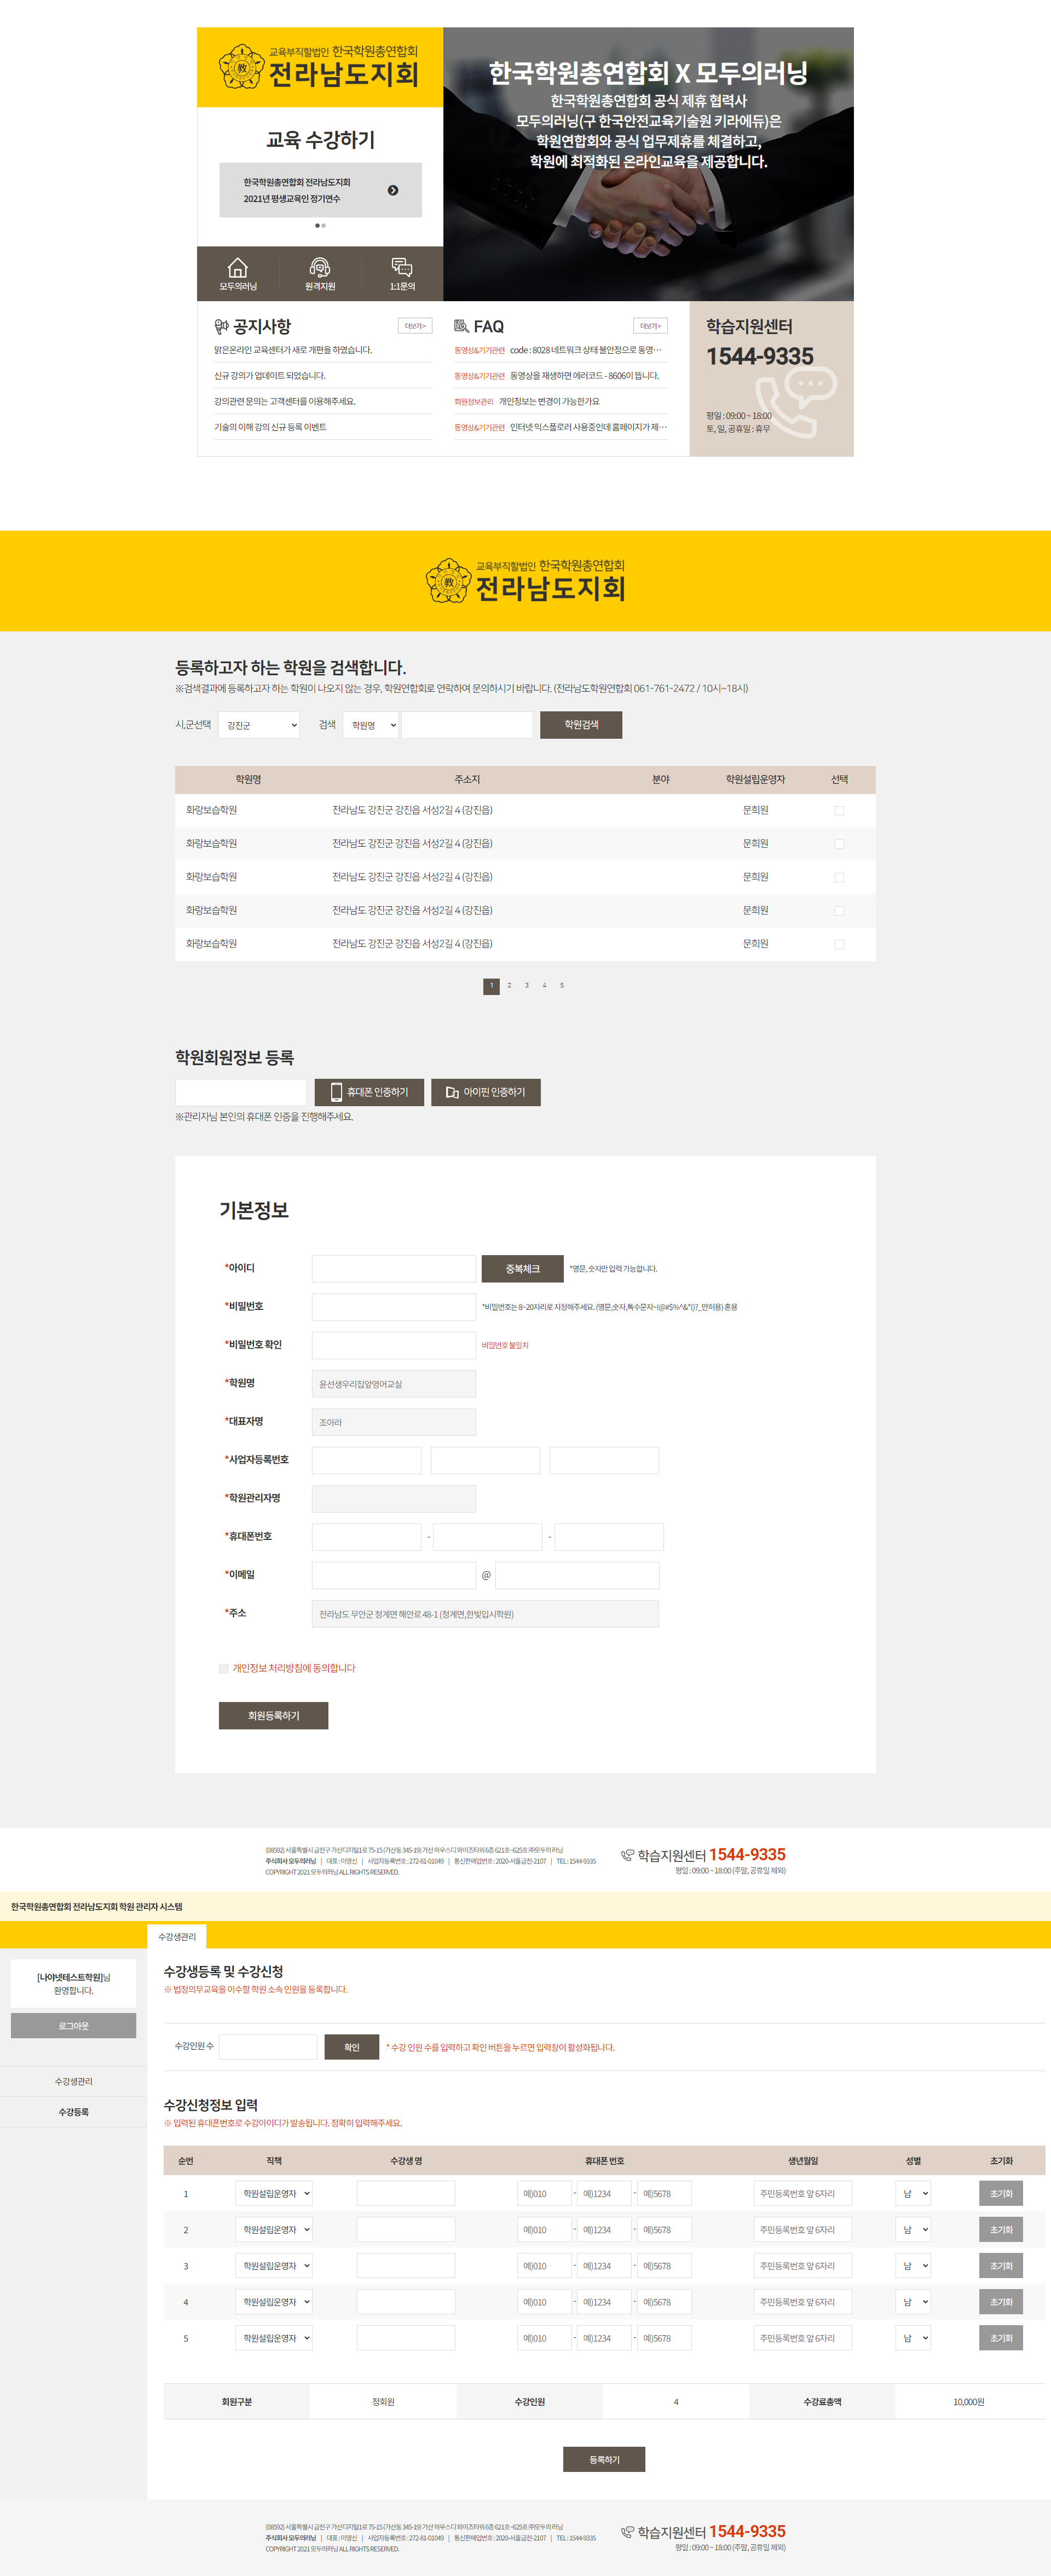 교육부직할법인 한국학원총연합회
전라남도지회
교육 수강하기
한국학원총연합회 전라남도지회
2021년 평생교육인 정기연수
모두의러닝 원격지원 1:1문의
한국학원총연합회 X 모두의러닝
한국학원총연합회 공식 제휴 협력사
모두의러닝(구 한국안전교육기술원 키라에듀)은
학원연합회와 공식 업무제휴를 체결하고,
학원에 최적화된 온라인교육을 제공합니다.
공지사항 더보기 >
맑은온라인 교육센터가 새로 개편을 하였습니다.
신규 강의가 업데이트 되었습니다.
강의관련 문의는 고객센터를 이용해주세요.
기술의 이해 강의 신규 등록 이벤트
FAQ 더보기 >
동영상&기기관련 code : 8028 네트워크 상태 불안정으로 동영…
동영상&기기관련 동영상을 재생하면 에러코드 - 8606이 뜹니다.
회원정보관리 개인정보는 변경이 가능한가요
동영상&기기관련 인터넷 익스플로러 사용중인데 홈페이지가 제…
학습지원센터
1544-9335
평일 : 09:00 ~ 18:00
토, 일, 공휴일 : 휴무
교육부직할법인 한국학원총연합회
전라남도지회
등록하고자 하는 학원을 검색합니다.
※검색결과에 등록하고자 하는 학원이 나오지 않는 경우, 학원연합회로 연락하여 문의하시기 바랍니다. (전라남도학원연합회 061-761-2472 / 10시~18시)
시,군선택 강진군 검색 학원명 학원검색
학원명 주소지 분야 학원설립운영자 선택
화랑보습학원 전라남도 강진군 강진읍 서성2길 4 (강진읍) 문희원
화랑보습학원 전라남도 강진군 강진읍 서성2길 4 (강진읍) 문희원
화랑보습학원 전라남도 강진군 강진읍 서성2길 4 (강진읍) 문희원
화랑보습학원 전라남도 강진군 강진읍 서성2길 4 (강진읍) 문희원
화랑보습학원 전라남도 강진군 강진읍 서성2길 4 (강진읍) 문희원
1 2 3 4 5
학원회원정보 등록
휴대폰 인증하기 아이핀 인증하기
※관리자님 본인의 휴대폰 인증을 진행해주세요.
기본정보
*아이디 중복체크 *영문, 숫자만 입력 가능합니다.
*비밀번호 *비밀번호는 8~20자리로 지정해주세요. (영문,숫자,특수문자~!@#$%^&*()?_만허용) 혼용
*비밀번호 확인 비밀번호 불일치
*학원명 윤선생우리집앞영어교실
*대표자명 조아라
*사업자등록번호
*학원관리자명
*휴대폰번호 - -
*이메일 @
*주소 전라남도 무안군 청계면 해안로 48-1 (청계면,한빛입시학원)
개인정보 처리방침에 동의합니다
회원등록하기
(08592) 서울특별시 금천구 가산디지털1로 75-15 (가산동 345-19) 가산 하우스디 와이즈타워 6층 621호~625호 ㈜모두의 러닝
주식회사 모두의러닝 | 대표 : 이영신 | 사업자등록번호 : 272-81-01049 | 통신판매업번호 : 2020-서울금천-2107 | TEL : 1544-9335
COPYRIGHT 2021 모두의러닝 ALL RIGHTS RESERVED.
학습지원센터 1544-9335
평일 : 09:00 ~ 18:00 (주말, 공휴일 제외)
한국학원총연합회 전라남도지회 학원 관리자 시스템
수강생관리
[나야넷테스트학원]님
환영합니다.
로그아웃
수강생관리
수강등록
수강생등록 및 수강신청
※ 법정의무교육을 이수할 학원 소속 인원을 등록합니다.
수강인원 수 확인 * 수강 인원 수를 입력하고 확인 버튼을 누르면 입력창이 활성화됩니다.
수강신청정보 입력
※ 입력된 휴대폰번호로 수강아이디가 발송됩니다. 정확히 입력해주세요.
순번 직책 수강생 명 휴대폰 번호 생년월일 성별 초기화
1 학원설립운영자 예)010 - 예)1234 - 예)5678 주민등록번호 앞 6자리 남 초기화
2 학원설립운영자 예)010 - 예)1234 - 예)5678 주민등록번호 앞 6자리 남 초기화
3 학원설립운영자 예)010 - 예)1234 - 예)5678 주민등록번호 앞 6자리 남 초기화
4 학원설립운영자 예)010 - 예)1234 - 예)5678 주민등록번호 앞 6자리 남 초기화
5 학원설립운영자 예)010 - 예)1234 - 예)5678 주민등록번호 앞 6자리 남 초기화
회원구분 정회원 수강인원 4 수강료총액 10,000원
등록하기
(08592) 서울특별시 금천구 가산디지털1로 75-15 (가산동 345-19) 가산 하우스디 와이즈타워 6층 621호~625호 ㈜모두의 러닝
주식회사 모두의러닝 | 대표 : 이영신 | 사업자등록번호 : 272-81-01049 | 통신판매업번호 : 2020-서울금천-2107 | TEL : 1544-9335
COPYRIGHT 2021 모두의러닝 ALL RIGHTS RESERVED.
학습지원센터 1544-9335
평일 : 09:00 ~ 18:00 (주말, 공휴일 제외)